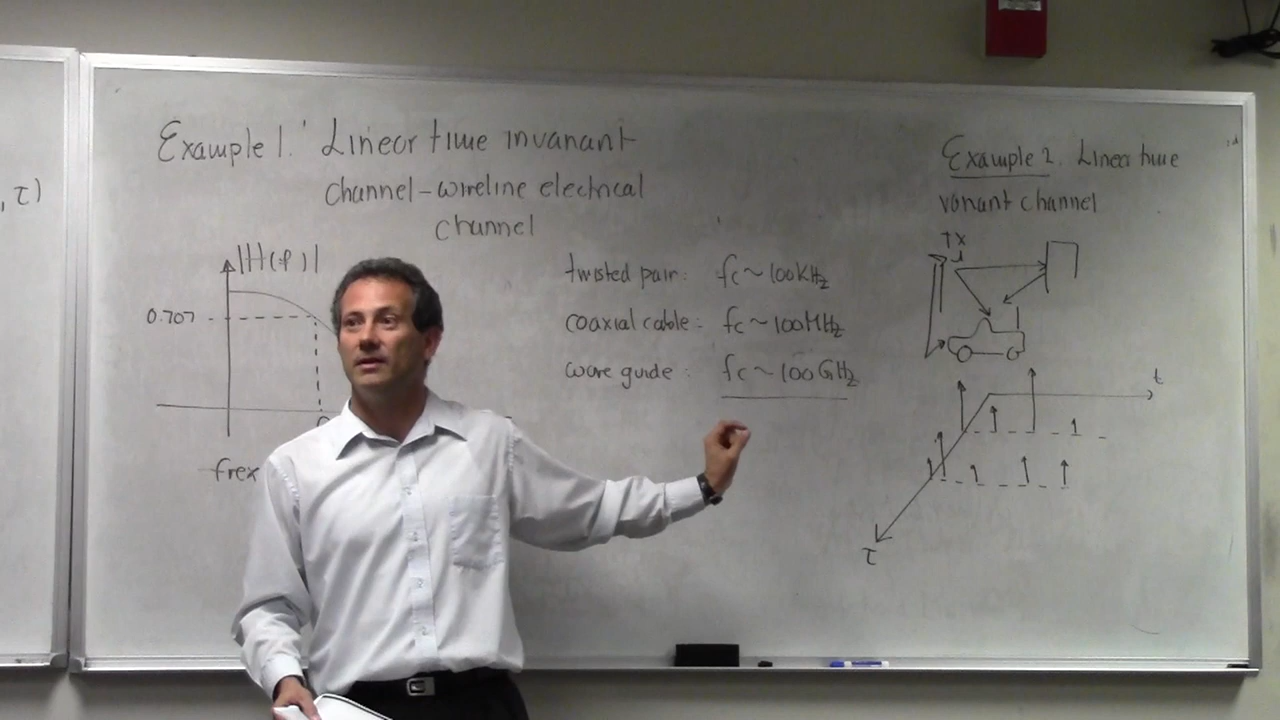 , τ)
Example 1. Linear time invariant
channel-wireline electrical
channel
|H(f)|
0.707
frex
twisted pair: fc ~ 100KHz
coaxial cable: fc ~ 100MHz
wave guide: fc ~ 100GHz
Example 2. Linear time
variant channel
TX
t
τ